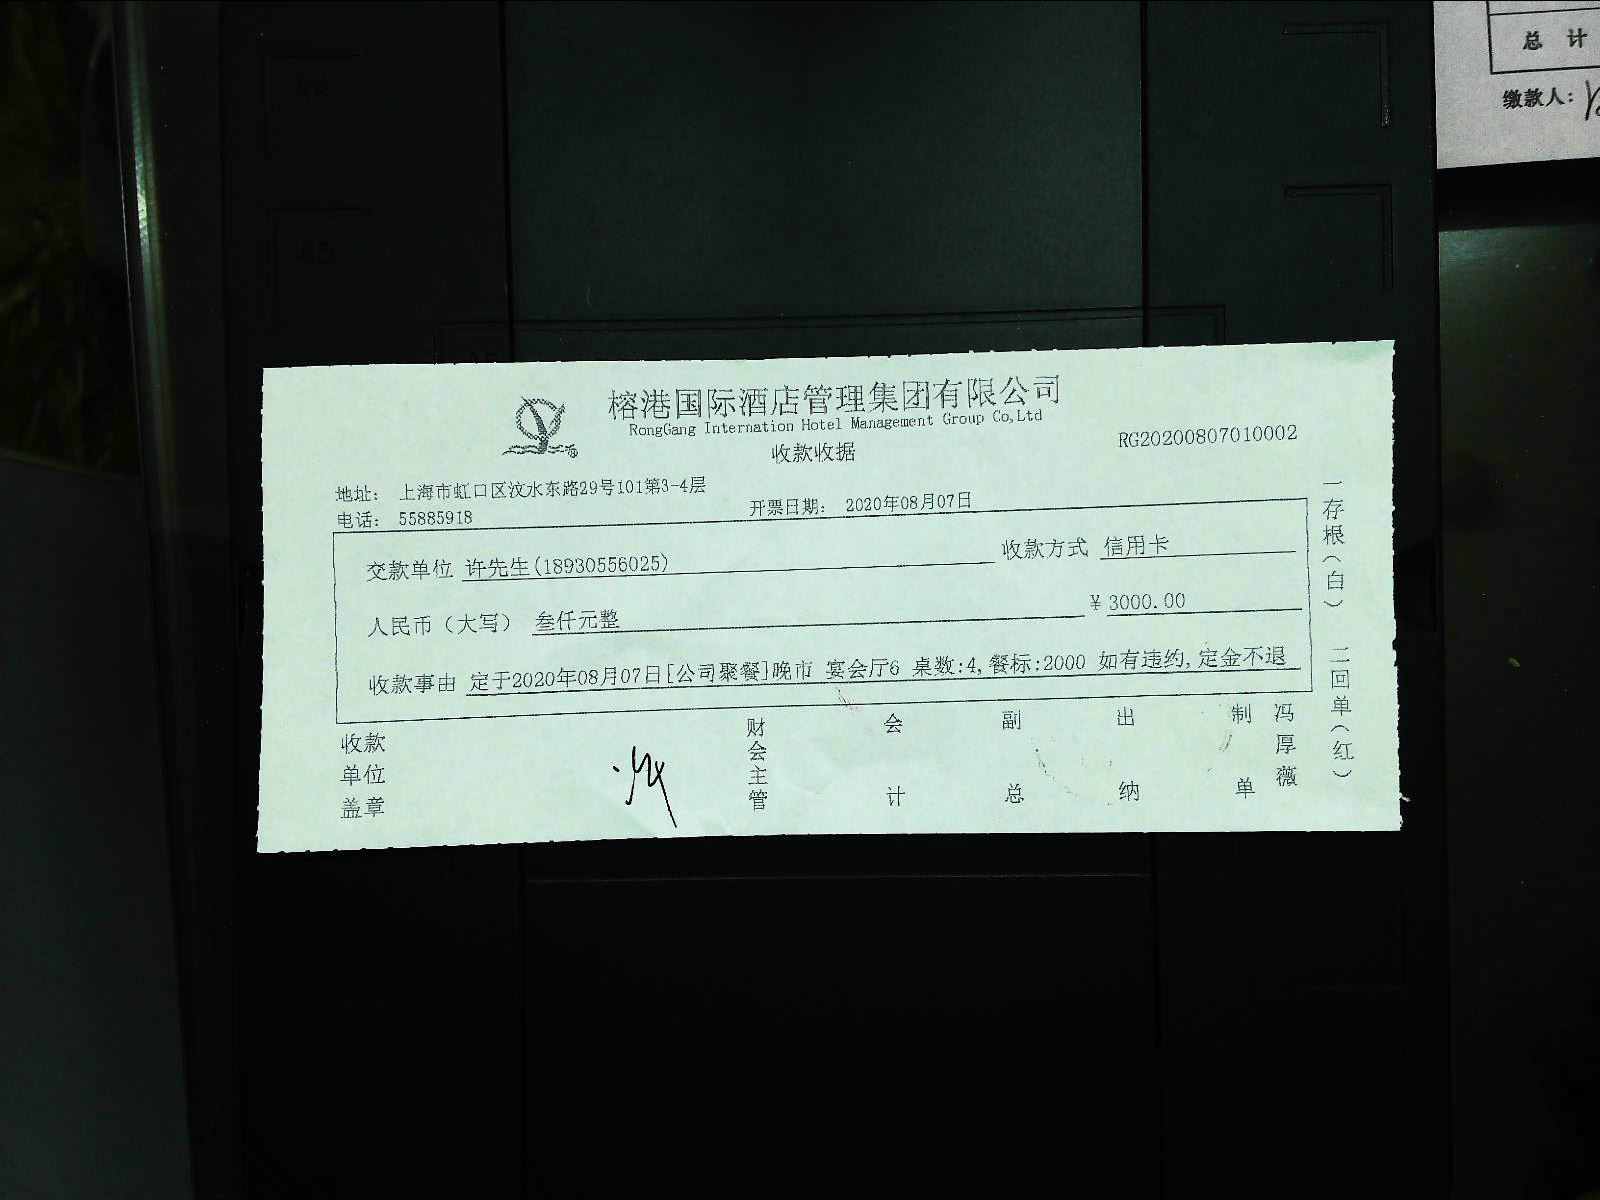 总 计
缴款人:
榕港国际酒店管理集团有限公司
RongGang Internation Hotel Management Group Co,Ltd
收款收据
RG20200807010002
地址: 上海市虹口区汶水东路29号101第3-4层
电话: 55885918
开票日期: 2020年08月07日
交款单位 许先生(18930556025) 收款方式 信用卡
人民币(大写) 叁仟元整 ¥ 3000.00
收款事由 定于2020年08月07日[公司聚餐]晚市 宴会厅6 桌数:4,餐标:2000 如有违约,定金不退
收款单位盖章
财会主管
会计
副总
出纳
制单 冯厚薇
一存根(白) 二回单(红)
45